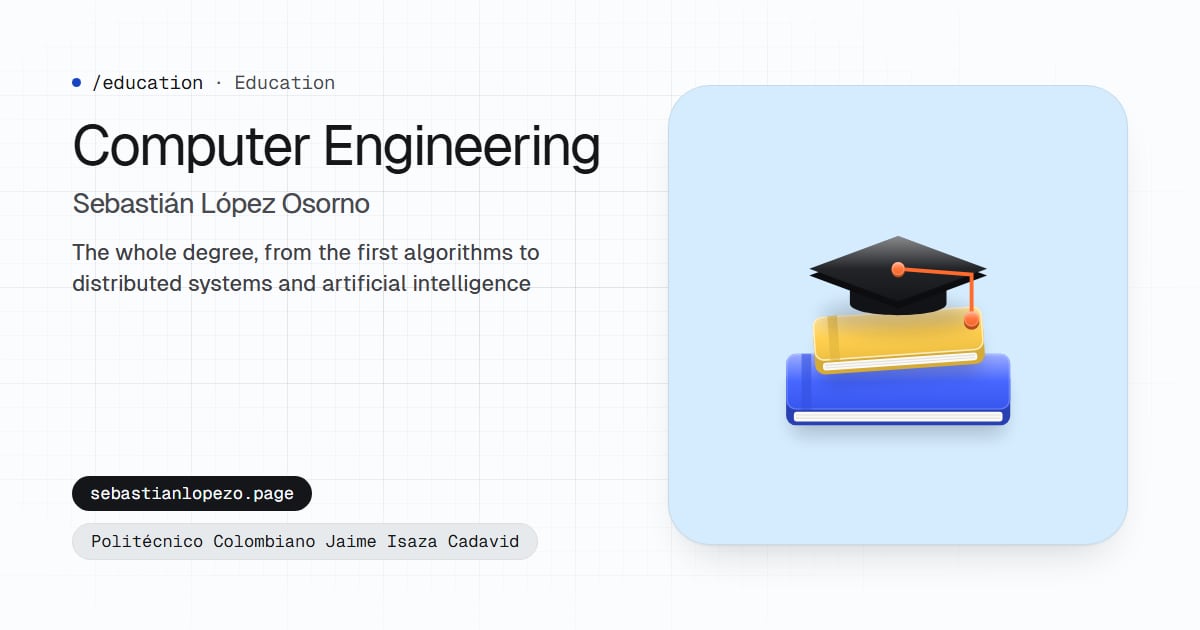 /education · Education
Computer Engineering
Sebastián López Osorno
The whole degree, from the first algorithms to
distributed systems and artificial intelligence
sebastianlopezo.page
Politécnico Colombiano Jaime Isaza Cadavid